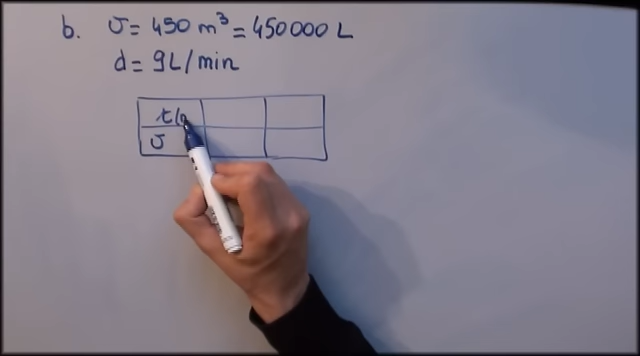 b. V = 450 m³ = 450000 L
d = 9L/min
t(
V